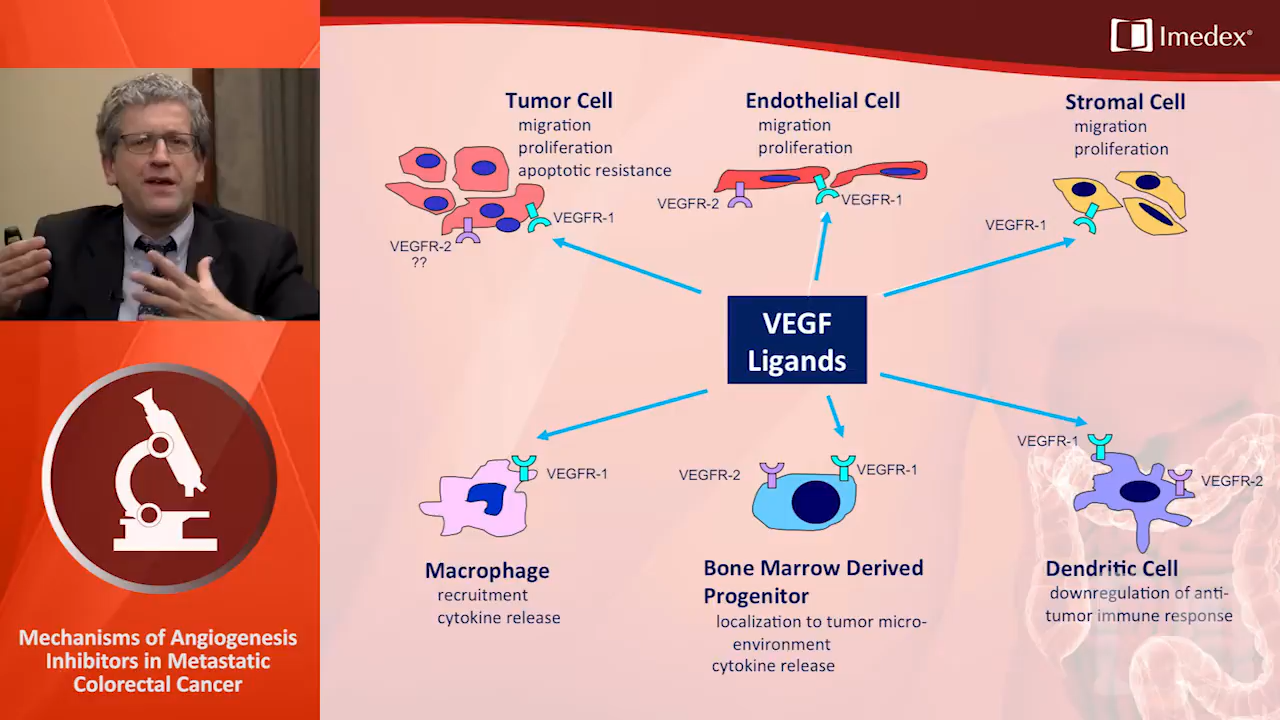 Imedex®
Tumor Cell
migration
proliferation
apoptotic resistance
VEGFR-1
VEGFR-2
??
Endothelial Cell
migration
proliferation
VEGFR-2
VEGFR-1
Stromal Cell
migration
proliferation
VEGFR-1
VEGF
Ligands
VEGFR-1
Macrophage
recruitment
cytokine release
VEGFR-2
VEGFR-1
Bone Marrow Derived
Progenitor
localization to tumor micro-
environment
cytokine release
VEGFR-1
VEGFR-2
Dendritic Cell
downregulation of anti-
tumor immune response
Mechanisms of Angiogenesis
Inhibitors in Metastatic
Colorectal Cancer